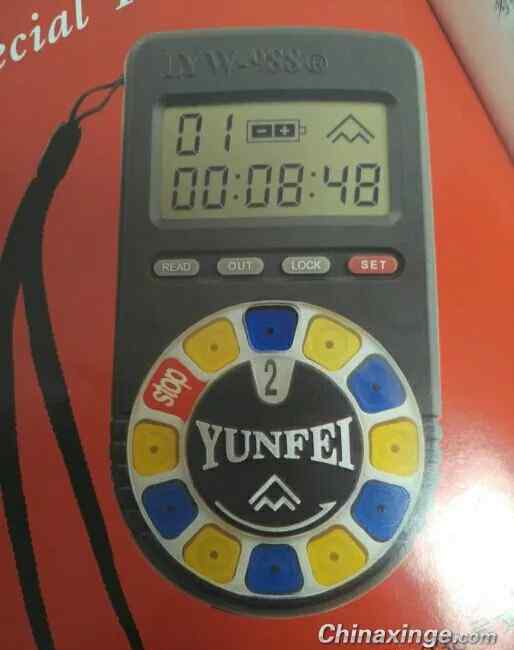 ecial
LYW-988®
01
00:08:48
READ OUT LOCK SET
stop
2
YUNFEI
Chinaxinge.com